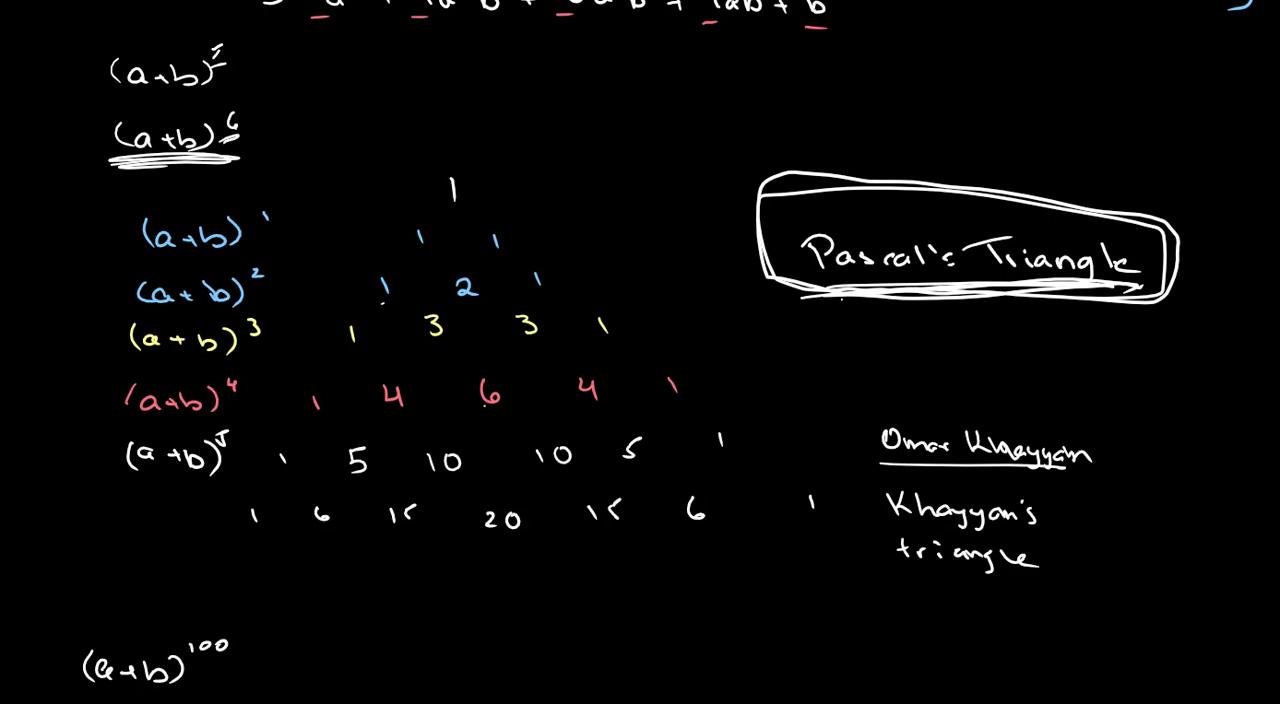 (a+b)⁵
(a+b)⁶
1
(a+b)¹ 1 1
(a+b)² 1 2 1
(a+b)³ 1 3 3 1
(a+b)⁴ 1 4 6 4 1
(a+b)⁵ 1 5 10 10 5 1
1 6 15 20 15 6 1
Pascal's Triangle
Omar Khayyam
Khayyam's
triangle
(a+b)¹⁰⁰